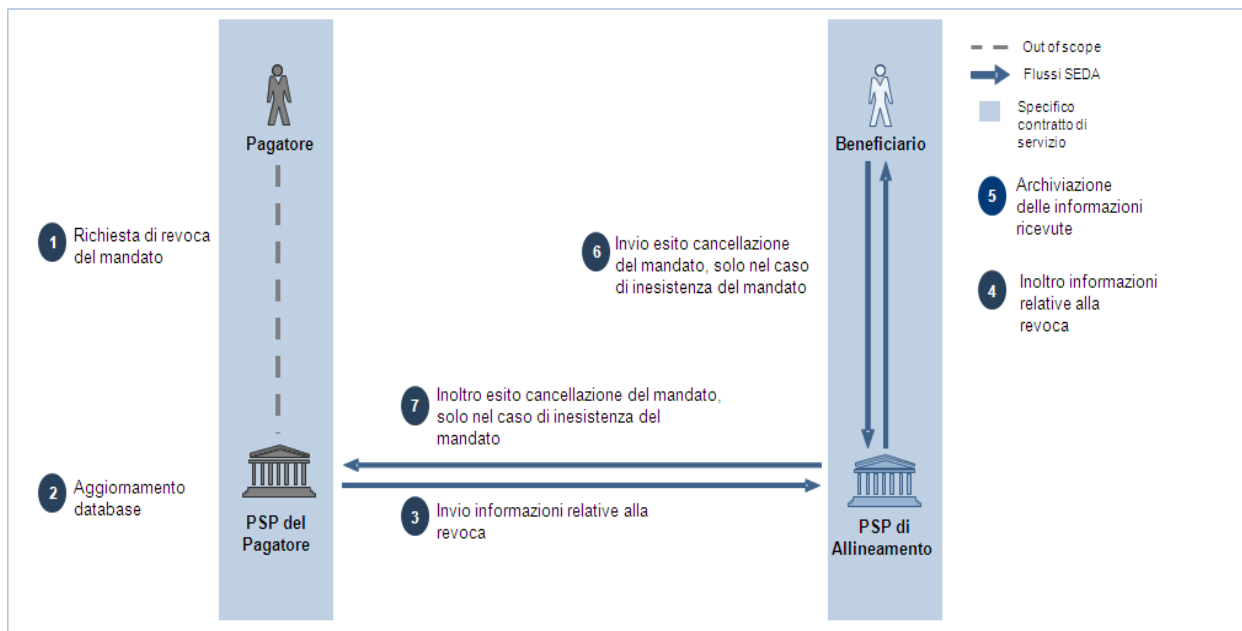 Out of scope
Flussi SEDA
Specifico
contratto di
servizio
Pagatore
Beneficiario
1
Richiesta di revoca
del mandato
6
Invio esito cancellazione
del mandato, solo nel caso
di inesistenza del mandato
5
Archiviazione
delle informazioni
ricevute
4
Inoltro informazioni
relative alla
revoca
7
Inoltro esito cancellazione del mandato,
solo nel caso di inesistenza del
mandato
2
Aggiornamento
database
3
Invio informazioni relative alla
revoca
PSP del
Pagatore
PSP di
Allineamento